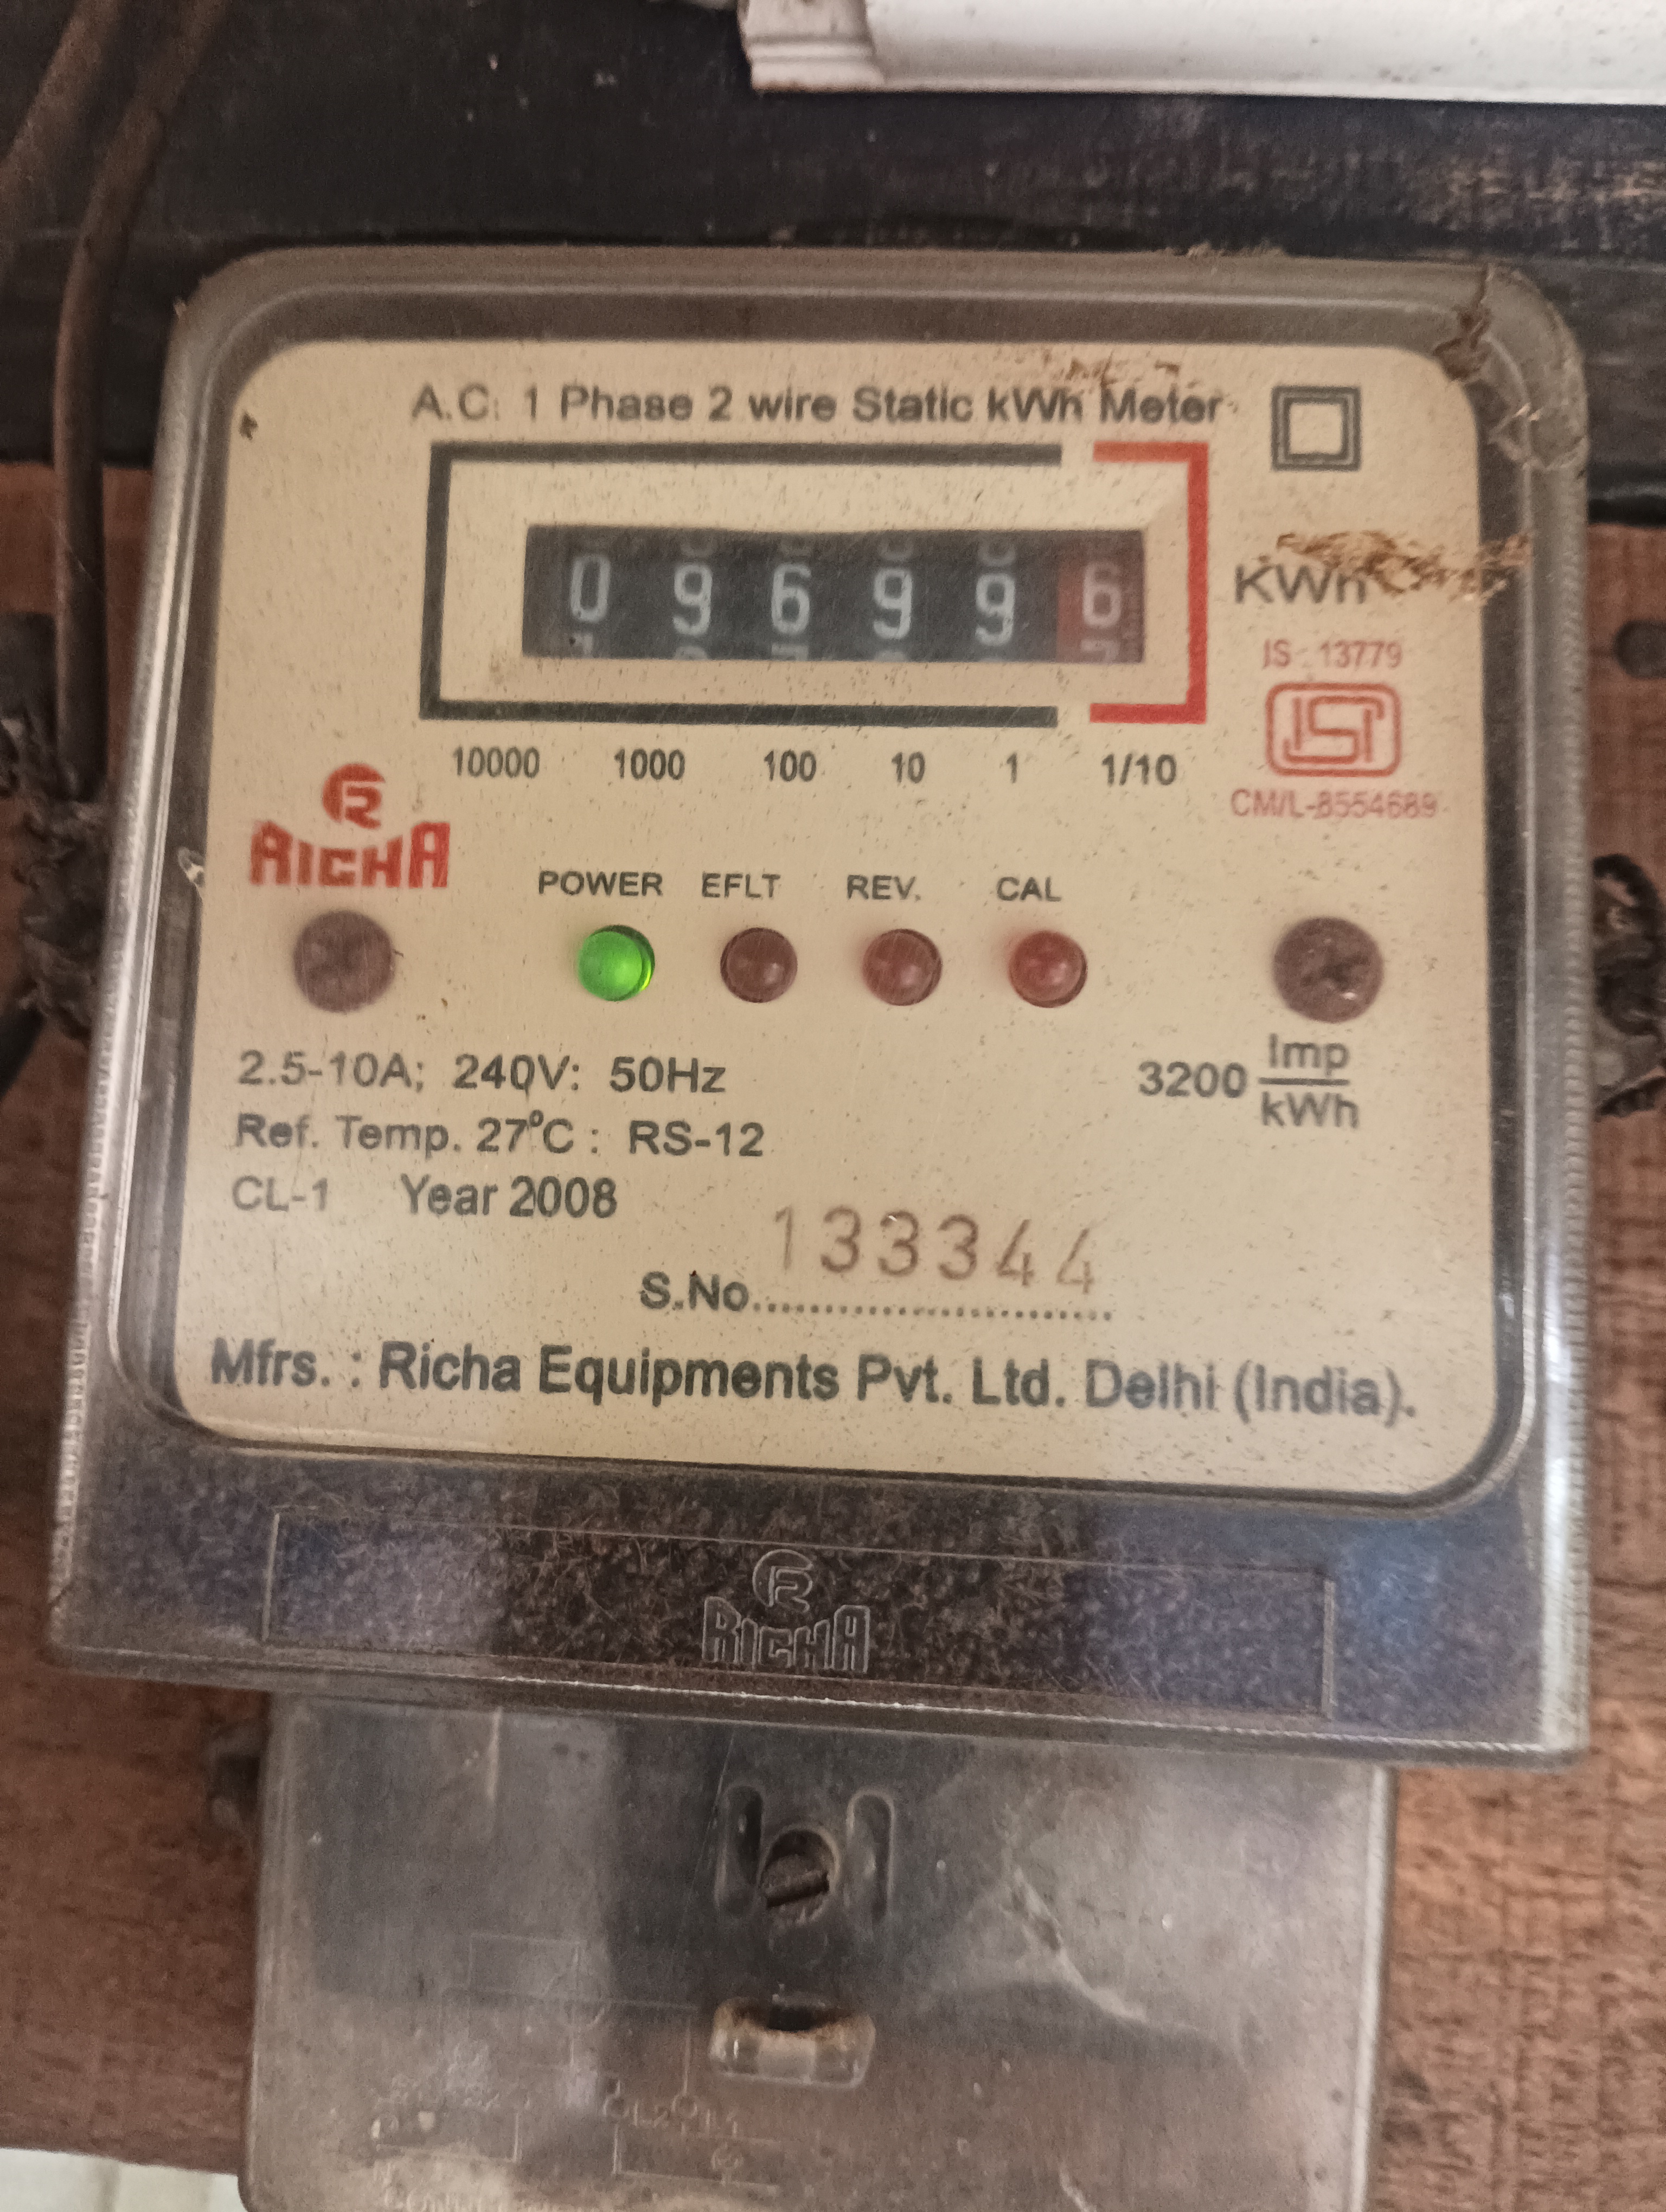 A.C. 1 Phase 2 wire Static kWh Meter
0 9 6 9 9 6
KWh
IS : 13779
ISI
CM/L-8554689
10000 1000 100 10 1 1/10
R
RICHA
POWER EFLT REV. CAL
2.5-10A; 240V: 50Hz
3200 Imp/kWh
Ref. Temp. 27°C : RS-12
CL-1 Year 2008
S.No. 133344
Mfrs. : Richa Equipments Pvt. Ltd. Delhi (India).
R
RICHA